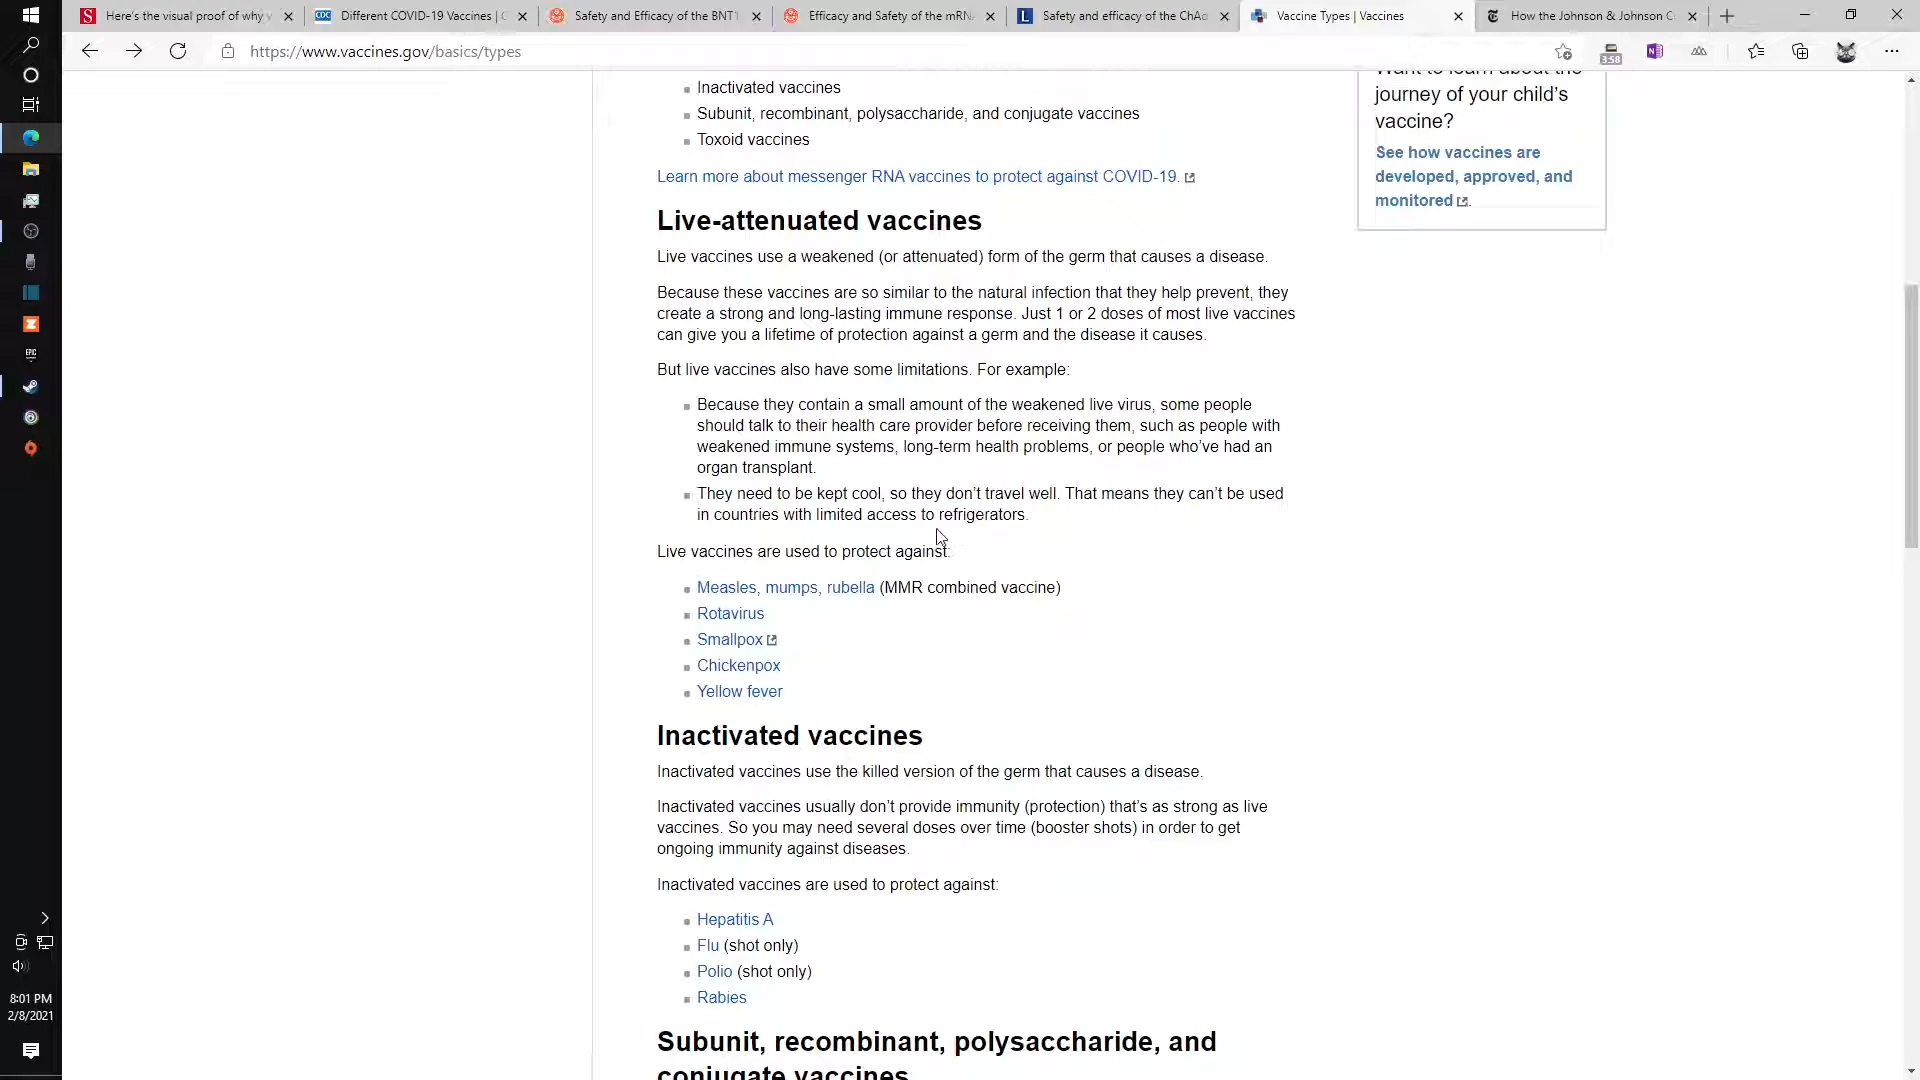 Here's the visual proof of why v
Different COVID-19 Vaccines | C
Safety and Efficacy of the BNT1
Efficacy and Safety of the mRNA
Safety and efficacy of the ChAd
Vaccine Types | Vaccines
How the Johnson & Johnson C
https://www.vaccines.gov/basics/types
3:58
Inactivated vaccines
Subunit, recombinant, polysaccharide, and conjugate vaccines
Toxoid vaccines
Learn more about messenger RNA vaccines to protect against COVID-19.
Want to learn about the
journey of your child's
vaccine?
See how vaccines are
developed, approved, and
monitored.
Live-attenuated vaccines
Live vaccines use a weakened (or attenuated) form of the germ that causes a disease.
Because these vaccines are so similar to the natural infection that they help prevent, they
create a strong and long-lasting immune response. Just 1 or 2 doses of most live vaccines
can give you a lifetime of protection against a germ and the disease it causes.
But live vaccines also have some limitations. For example:
Because they contain a small amount of the weakened live virus, some people
should talk to their health care provider before receiving them, such as people with
weakened immune systems, long-term health problems, or people who've had an
organ transplant.
They need to be kept cool, so they don't travel well. That means they can't be used
in countries with limited access to refrigerators.
Live vaccines are used to protect against:
Measles, mumps, rubella (MMR combined vaccine)
Rotavirus
Smallpox
Chickenpox
Yellow fever
Inactivated vaccines
Inactivated vaccines use the killed version of the germ that causes a disease.
Inactivated vaccines usually don't provide immunity (protection) that's as strong as live
vaccines. So you may need several doses over time (booster shots) in order to get
ongoing immunity against diseases.
Inactivated vaccines are used to protect against:
Hepatitis A
Flu (shot only)
Polio (shot only)
Rabies
Subunit, recombinant, polysaccharide, and
conjugate vaccines
EPIC
8:01 PM
2/8/2021